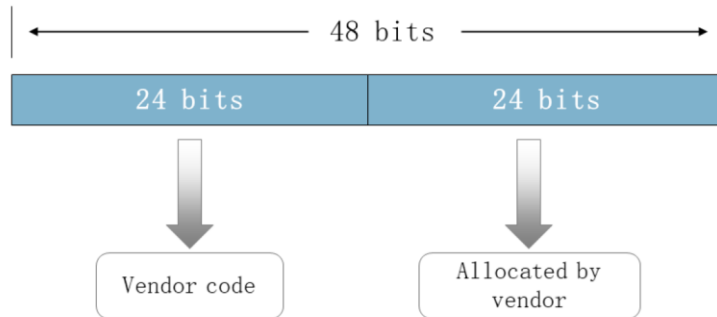 48 bits
24 bits 24 bits
Vendor code
Allocated by
vendor